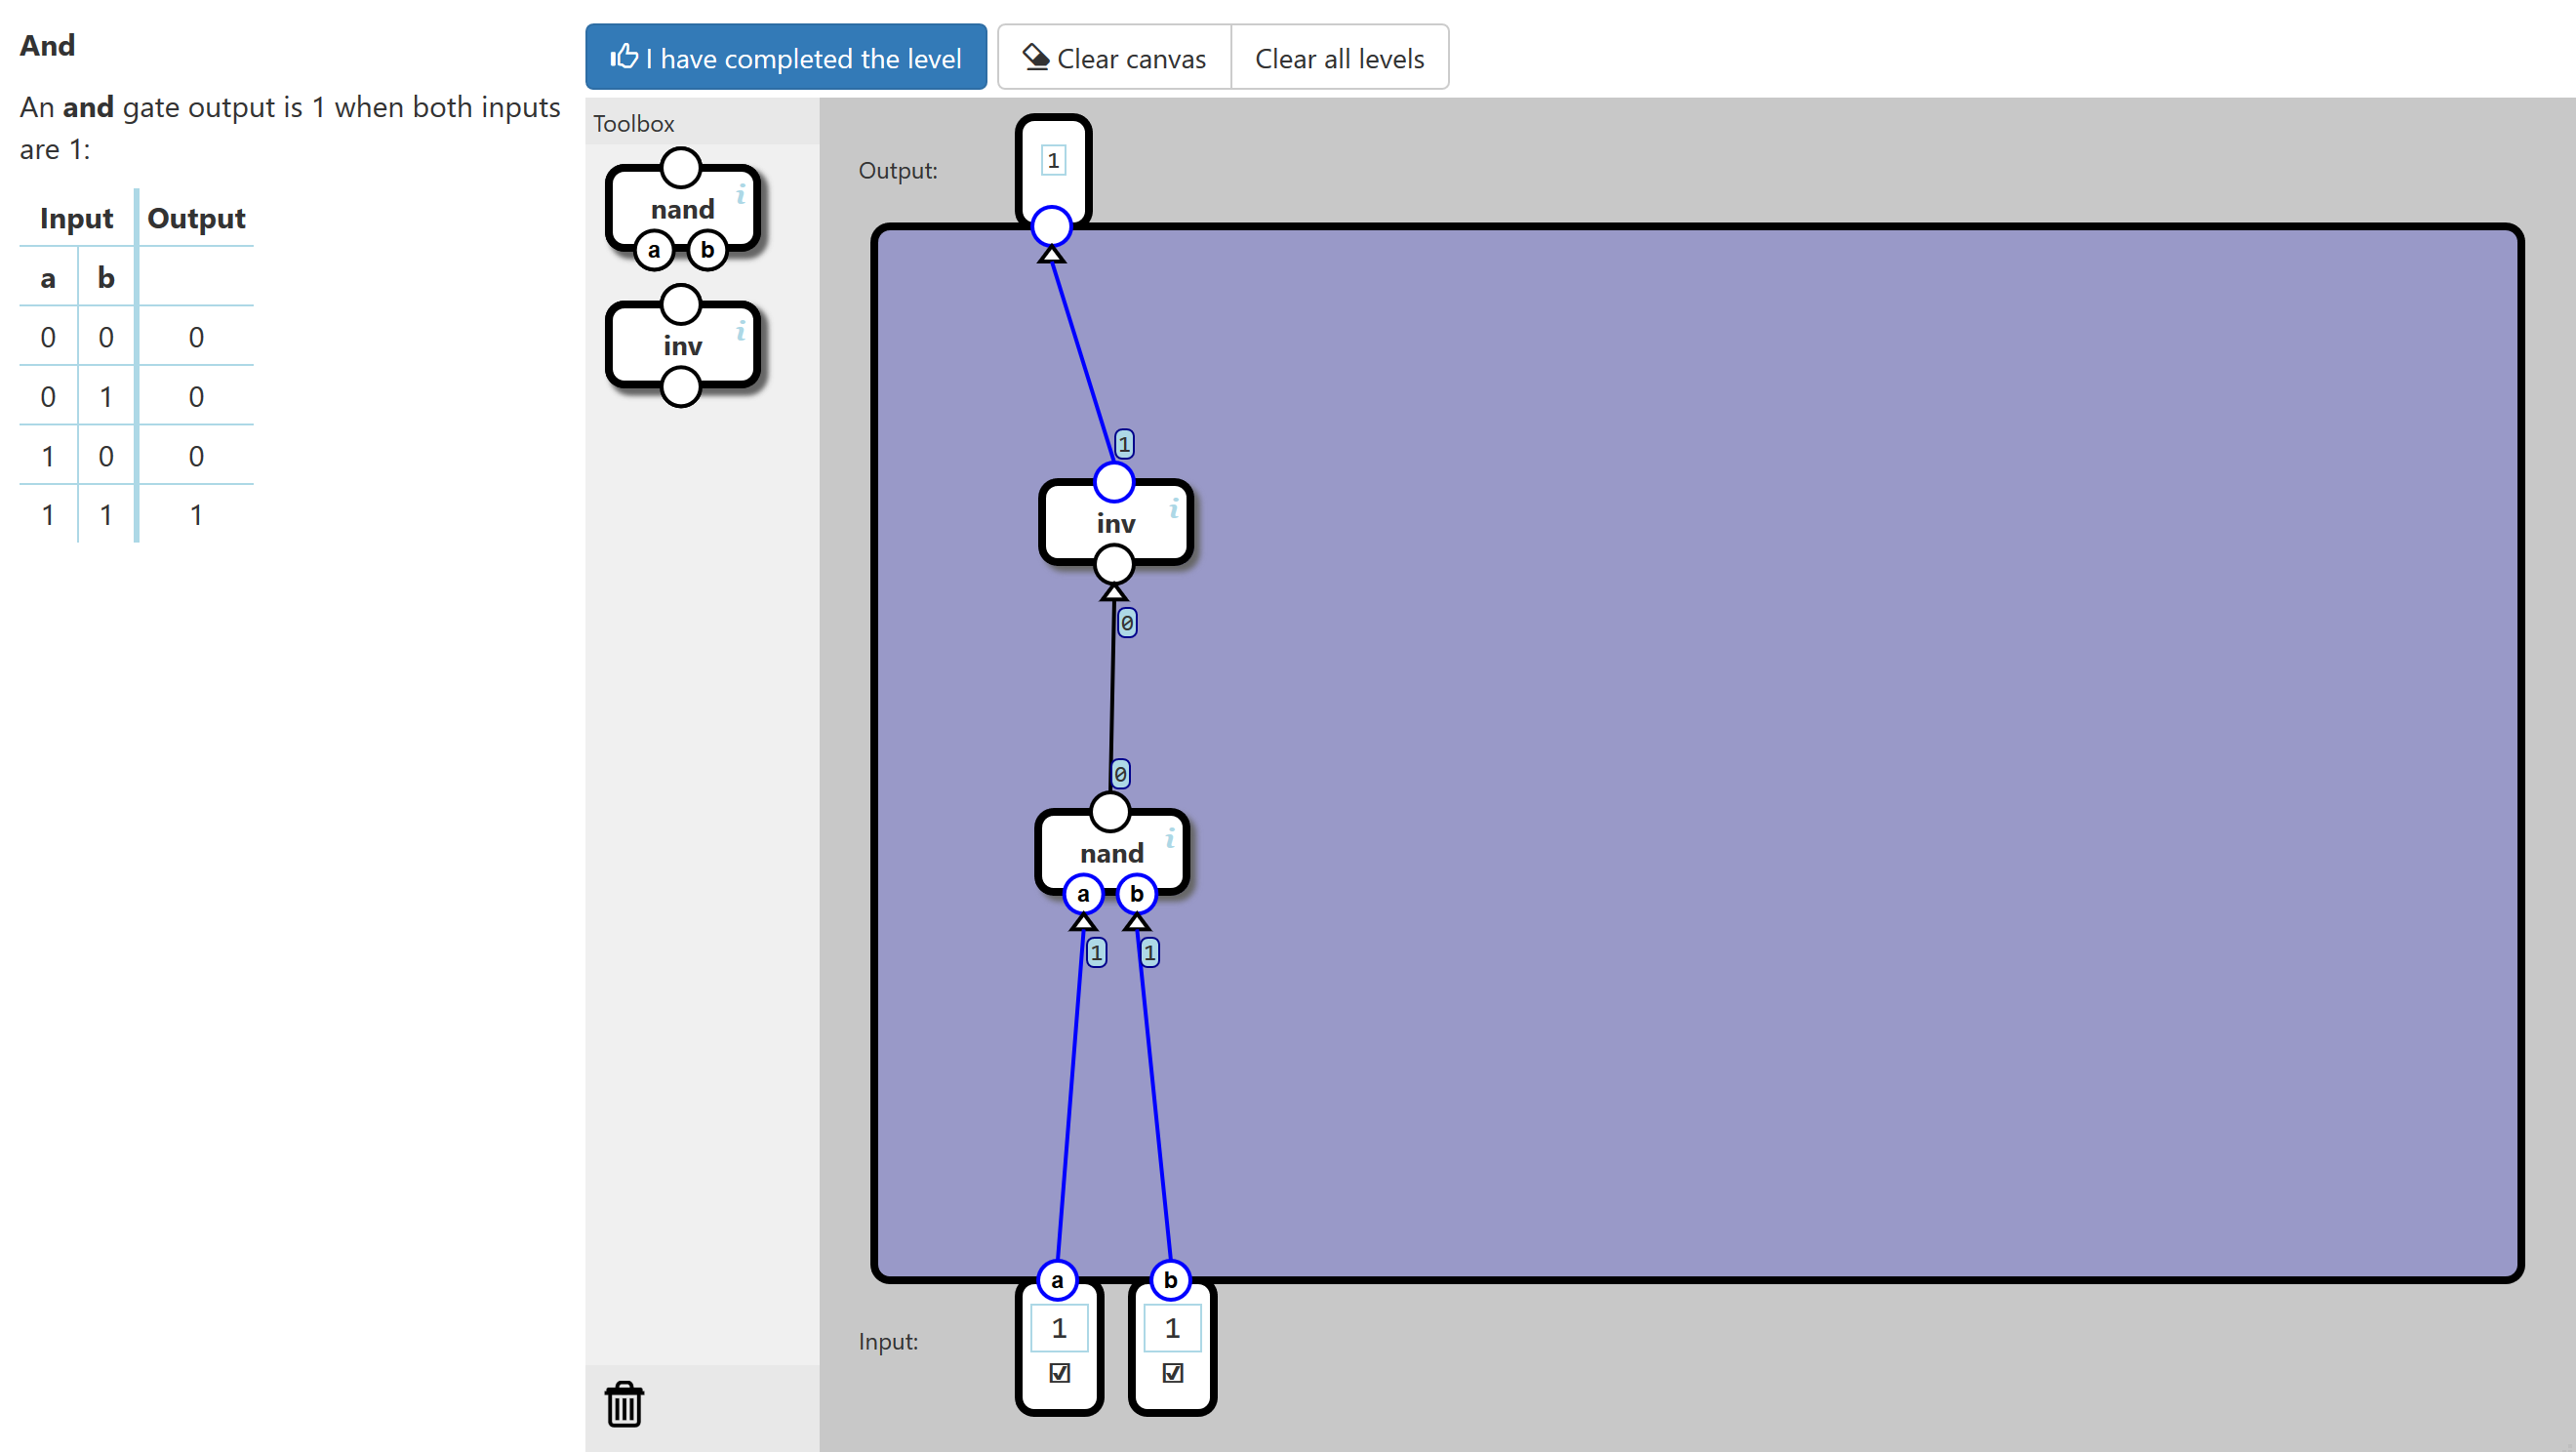 And
An and gate output is 1 when both inputs
are 1:
Input Output
a b
0 0 0
0 1 0
1 0 0
1 1 1
I have completed the level
Clear canvas
Clear all levels
Toolbox
nand i
a b
inv i
Output:
1
1
inv i
0
0
nand i
a b
1 1
a b
Input:
1 1